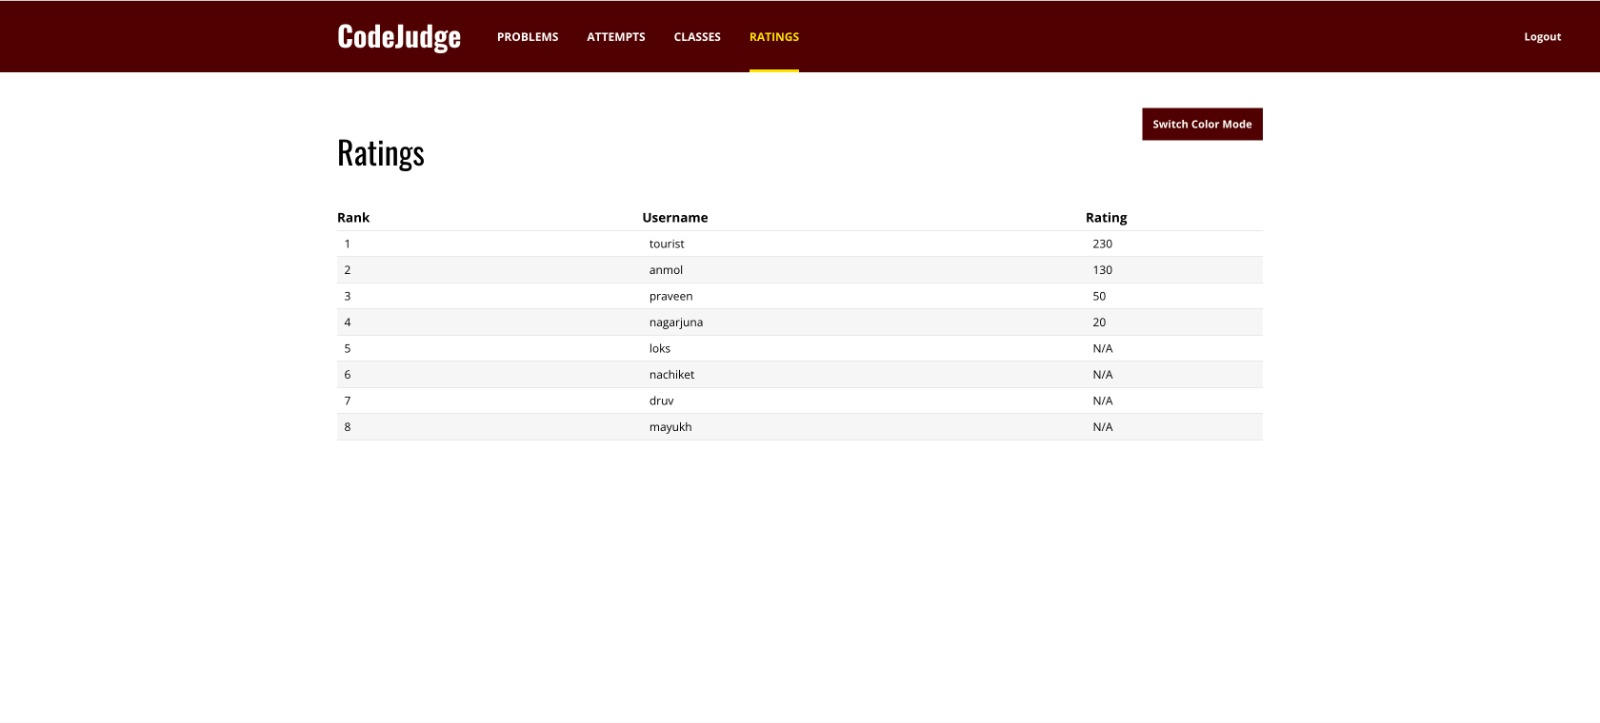 CodeJudge PROBLEMS ATTEMPTS CLASSES RATINGS Logout
Switch Color Mode
Ratings
Rank Username Rating
1 tourist 230
2 anmol 130
3 praveen 50
4 nagarjuna 20
5 loks N/A
6 nachiket N/A
7 druv N/A
8 mayukh N/A